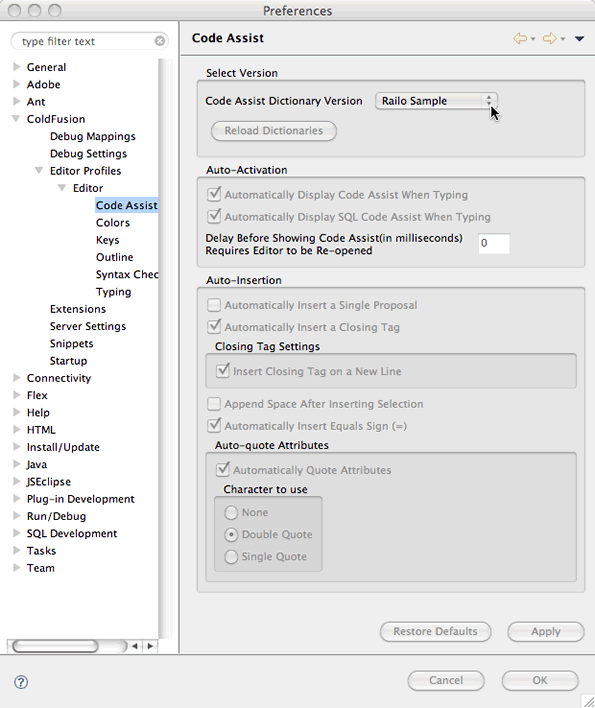 Preferences
type filter text
General
Adobe
Ant
ColdFusion
Debug Mappings
Debug Settings
Editor Profiles
Editor
Code Assist
Colors
Keys
Outline
Syntax Chec
Typing
Extensions
Server Settings
Snippets
Startup
Connectivity
Flex
Help
HTML
Install/Update
Java
JSEclipse
Plug-in Development
Run/Debug
SQL Development
Tasks
Team
Code Assist
Select Version
Code Assist Dictionary Version Railo Sample
Reload Dictionaries
Auto-Activation
Automatically Display Code Assist When Typing
Automatically Display SQL Code Assist When Typing
Delay Before Showing Code Assist(in milliseconds)
Requires Editor to be Re-opened
0
Auto-Insertion
Automatically Insert a Single Proposal
Automatically Insert a Closing Tag
Closing Tag Settings
Insert Closing Tag on a New Line
Append Space After Inserting Selection
Automatically Insert Equals Sign (=)
Auto-quote Attributes
Automatically Quote Attributes
Character to use
None
Double Quote
Single Quote
Restore Defaults Apply
? Cancel OK